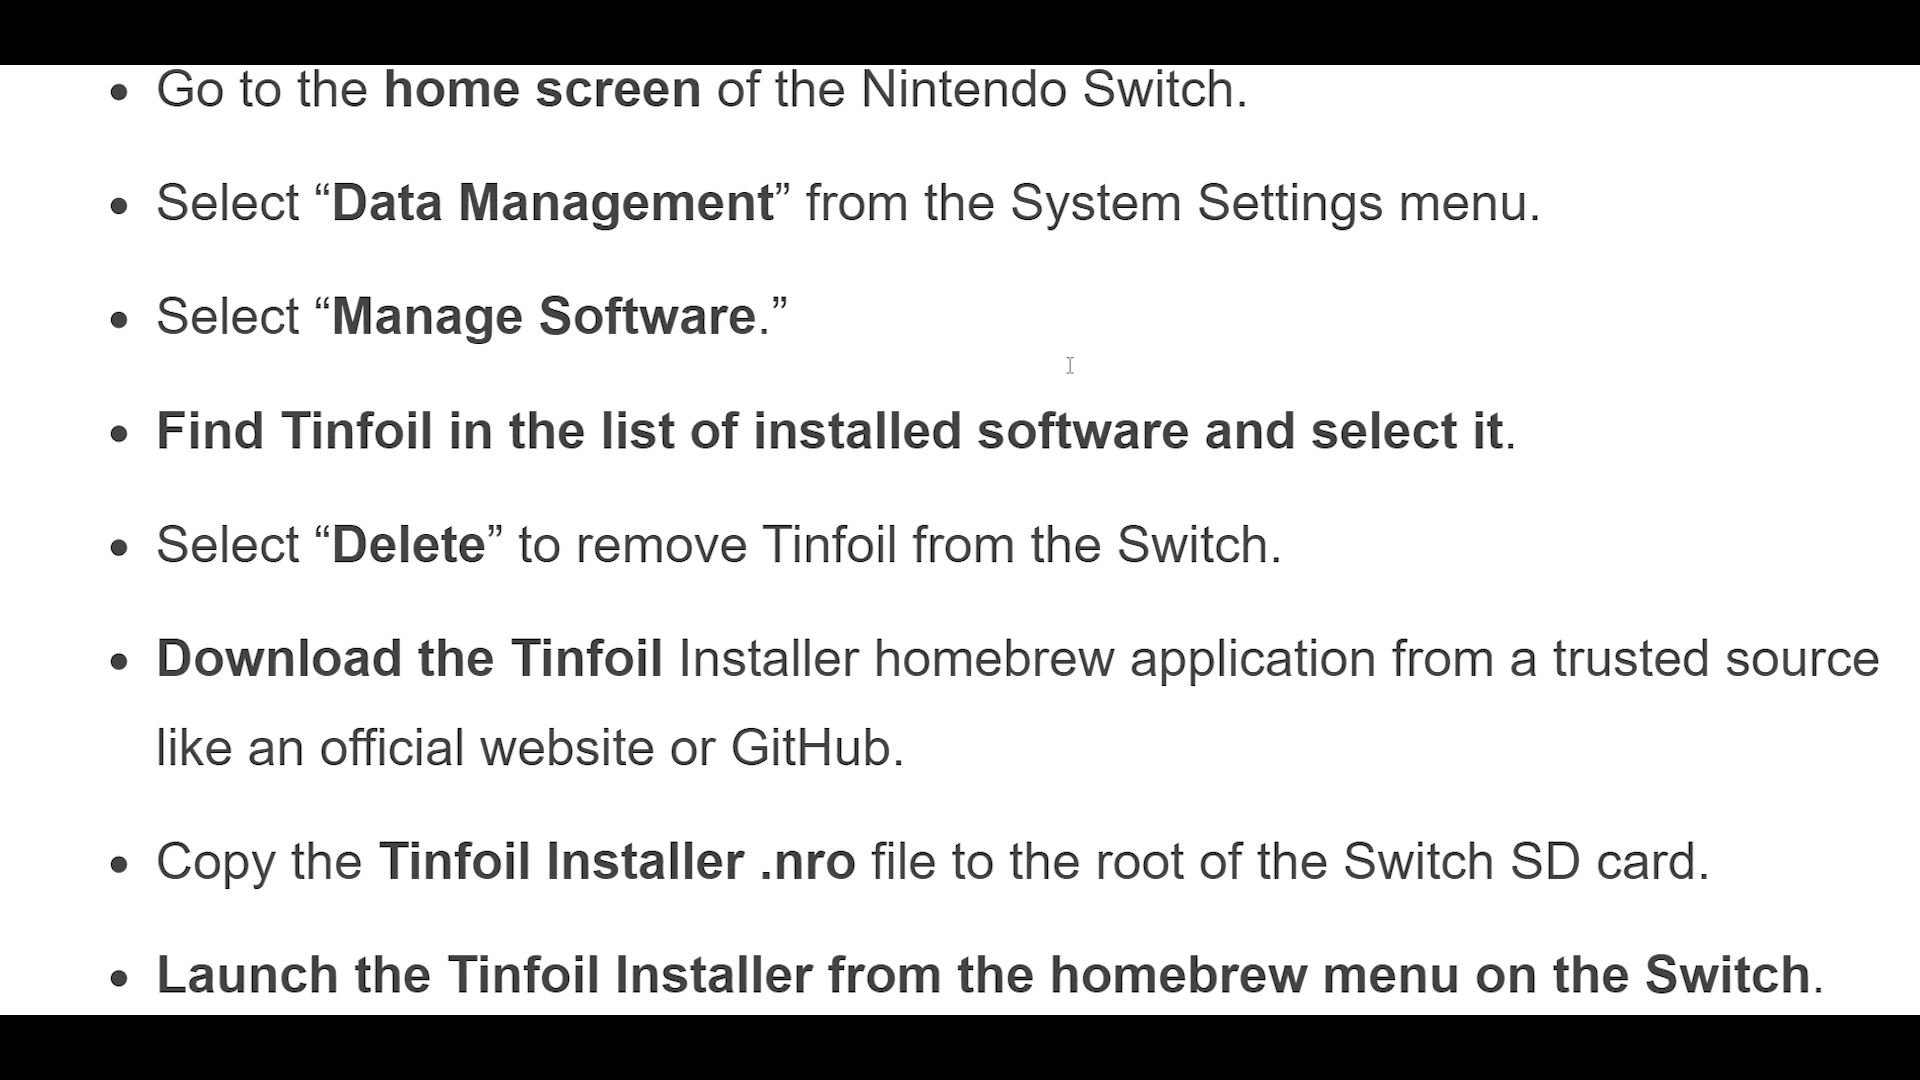 • Go to the home screen of the Nintendo Switch.
• Select “Data Management” from the System Settings menu.
• Select “Manage Software.”
• Find Tinfoil in the list of installed software and select it.
• Select “Delete” to remove Tinfoil from the Switch.
• Download the Tinfoil Installer homebrew application from a trusted source
like an official website or GitHub.
• Copy the Tinfoil Installer .nro file to the root of the Switch SD card.
• Launch the Tinfoil Installer from the homebrew menu on the Switch.